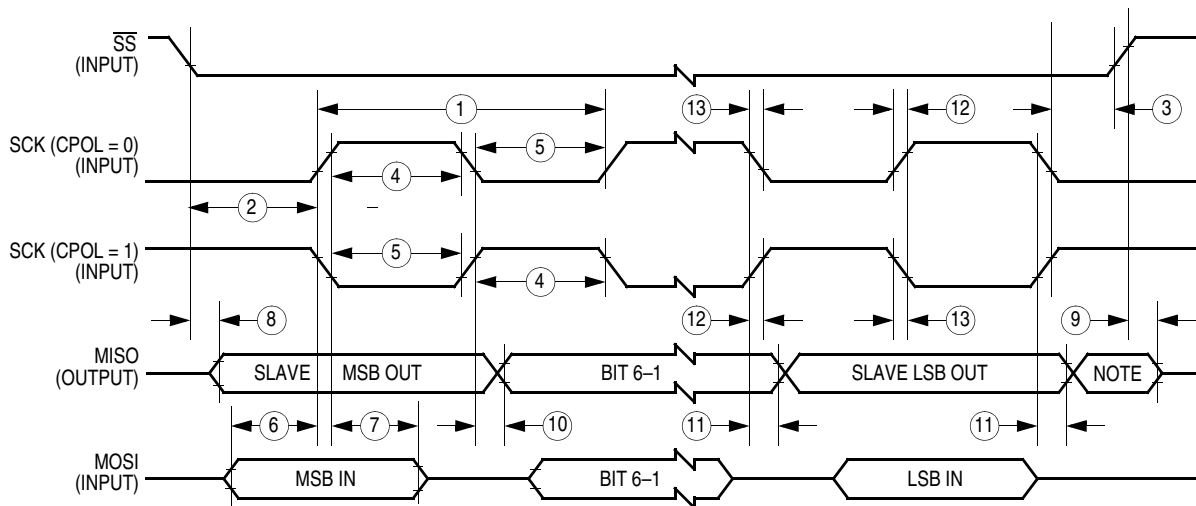 SS
(INPUT)
1
13
12
3
SCK (CPOL = 0)
(INPUT)
5
4
2
SCK (CPOL = 1)
(INPUT)
5
4
8
12
13
9
MISO
(OUTPUT)
SLAVE MSB OUT
BIT 6–1
SLAVE LSB OUT
NOTE
6
7
10
11
11
MOSI
(INPUT)
MSB IN
BIT 6–1
LSB IN